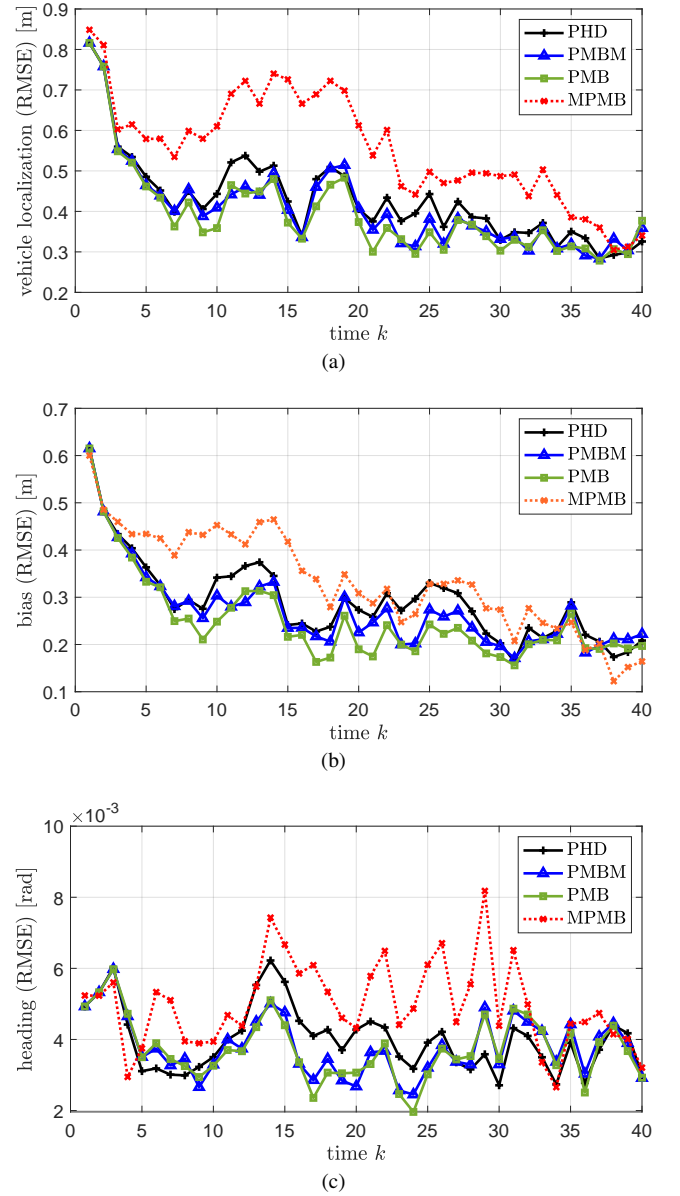 0.9
0.8
0.7
0.6
0.5
0.4
0.3
0.2
vehicle localization (RMSE) [m]
PHD
PMBM
PMB
MPMB
0 5 10 15 20 25 30 35 40
time k
(a)
0.7
0.6
0.5
0.4
0.3
0.2
0.1
bias (RMSE) [m]
PHD
PMBM
PMB
MPMB
0 5 10 15 20 25 30 35 40
time k
(b)
×10⁻³
10
8
6
4
2
heading (RMSE) [rad]
PHD
PMBM
PMB
MPMB
0 5 10 15 20 25 30 35 40
time k
(c)